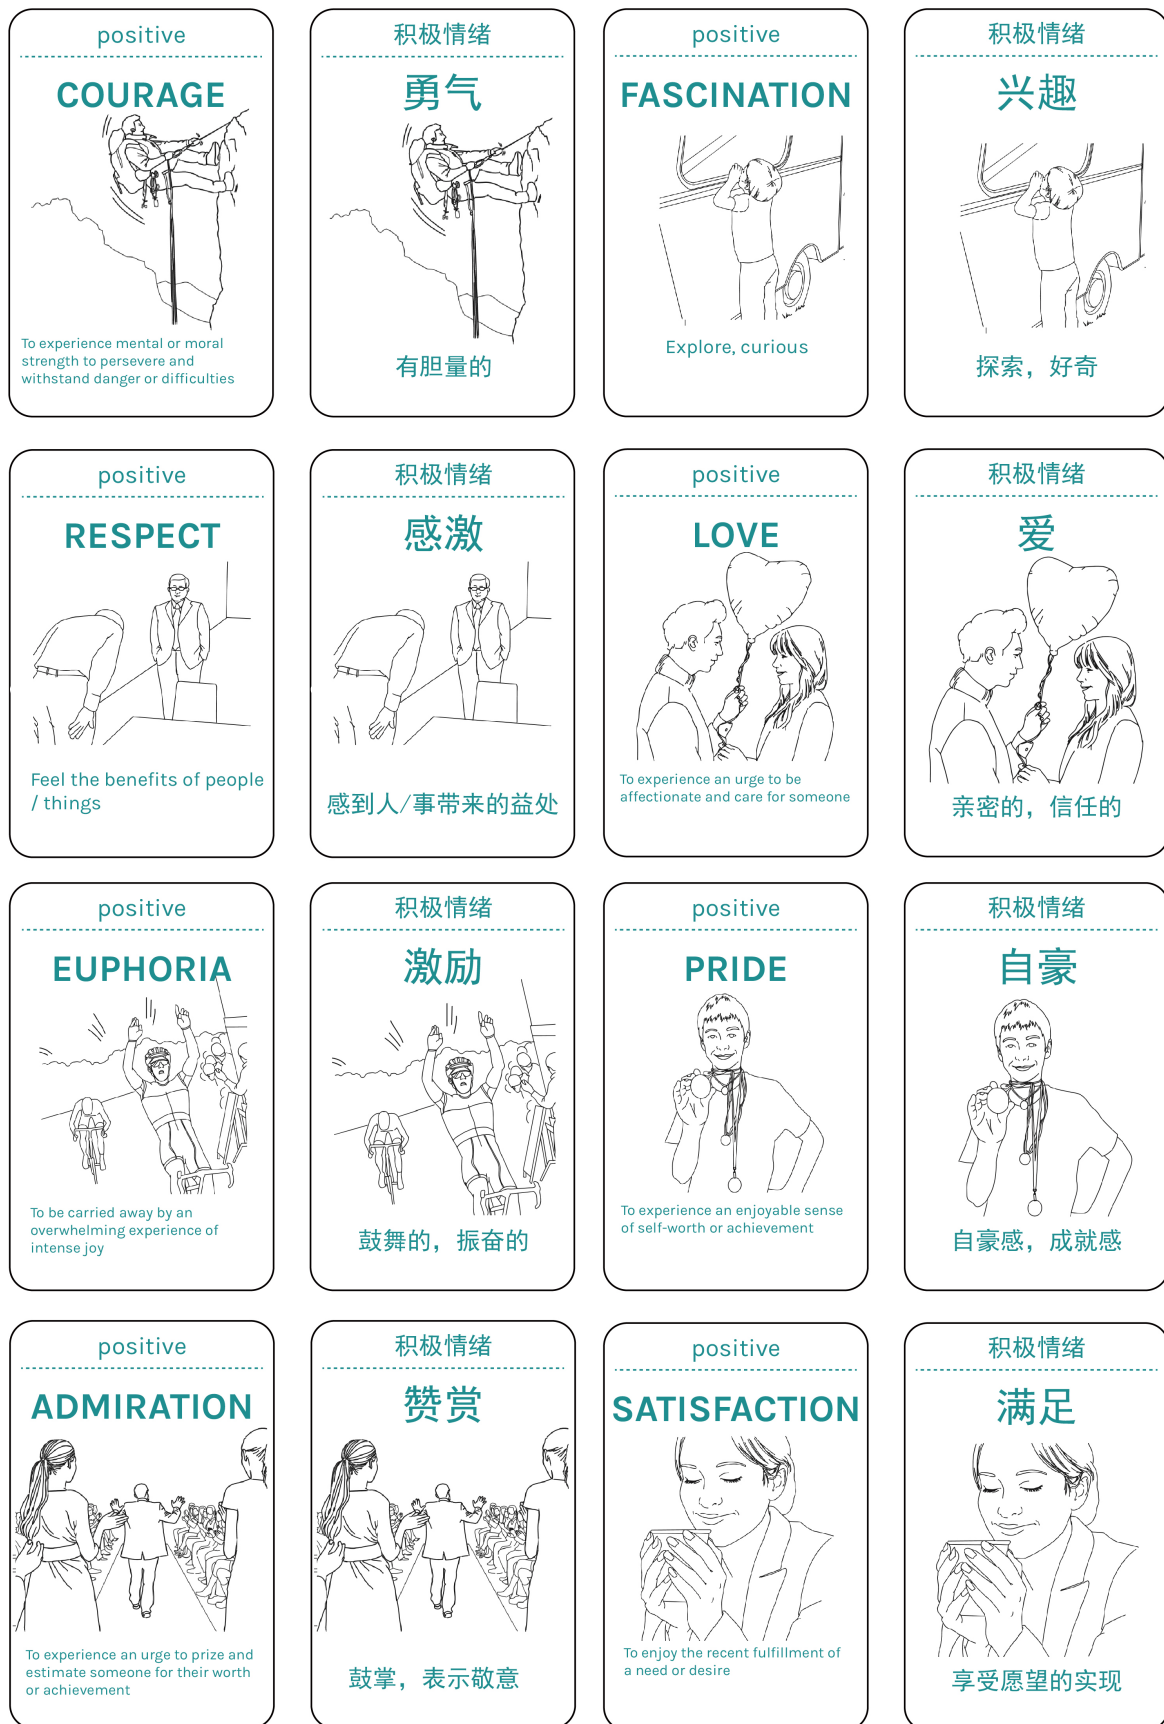 positive
COURAGE
To experience mental or moral
strength to persevere and
withstand danger or difficulties
积极情绪
勇气
有胆量的
positive
FASCINATION
Explore, curious
积极情绪
兴趣
探索，好奇
positive
RESPECT
Feel the benefits of people
/ things
积极情绪
感激
感到人/事带来的益处
positive
LOVE
To experience an urge to be
affectionate and care for someone
积极情绪
爱
亲密的，信任的
positive
EUPHORIA
To be carried away by an
overwhelming experience of
intense joy
积极情绪
激励
鼓舞的，振奋的
positive
PRIDE
To experience an enjoyable sense
of self-worth or achievement
积极情绪
自豪
自豪感，成就感
positive
ADMIRATION
To experience an urge to prize and
estimate someone for their worth
or achievement
积极情绪
赞赏
鼓掌，表示敬意
positive
SATISFACTION
To enjoy the recent fulfillment of
a need or desire
积极情绪
满足
享受愿望的实现